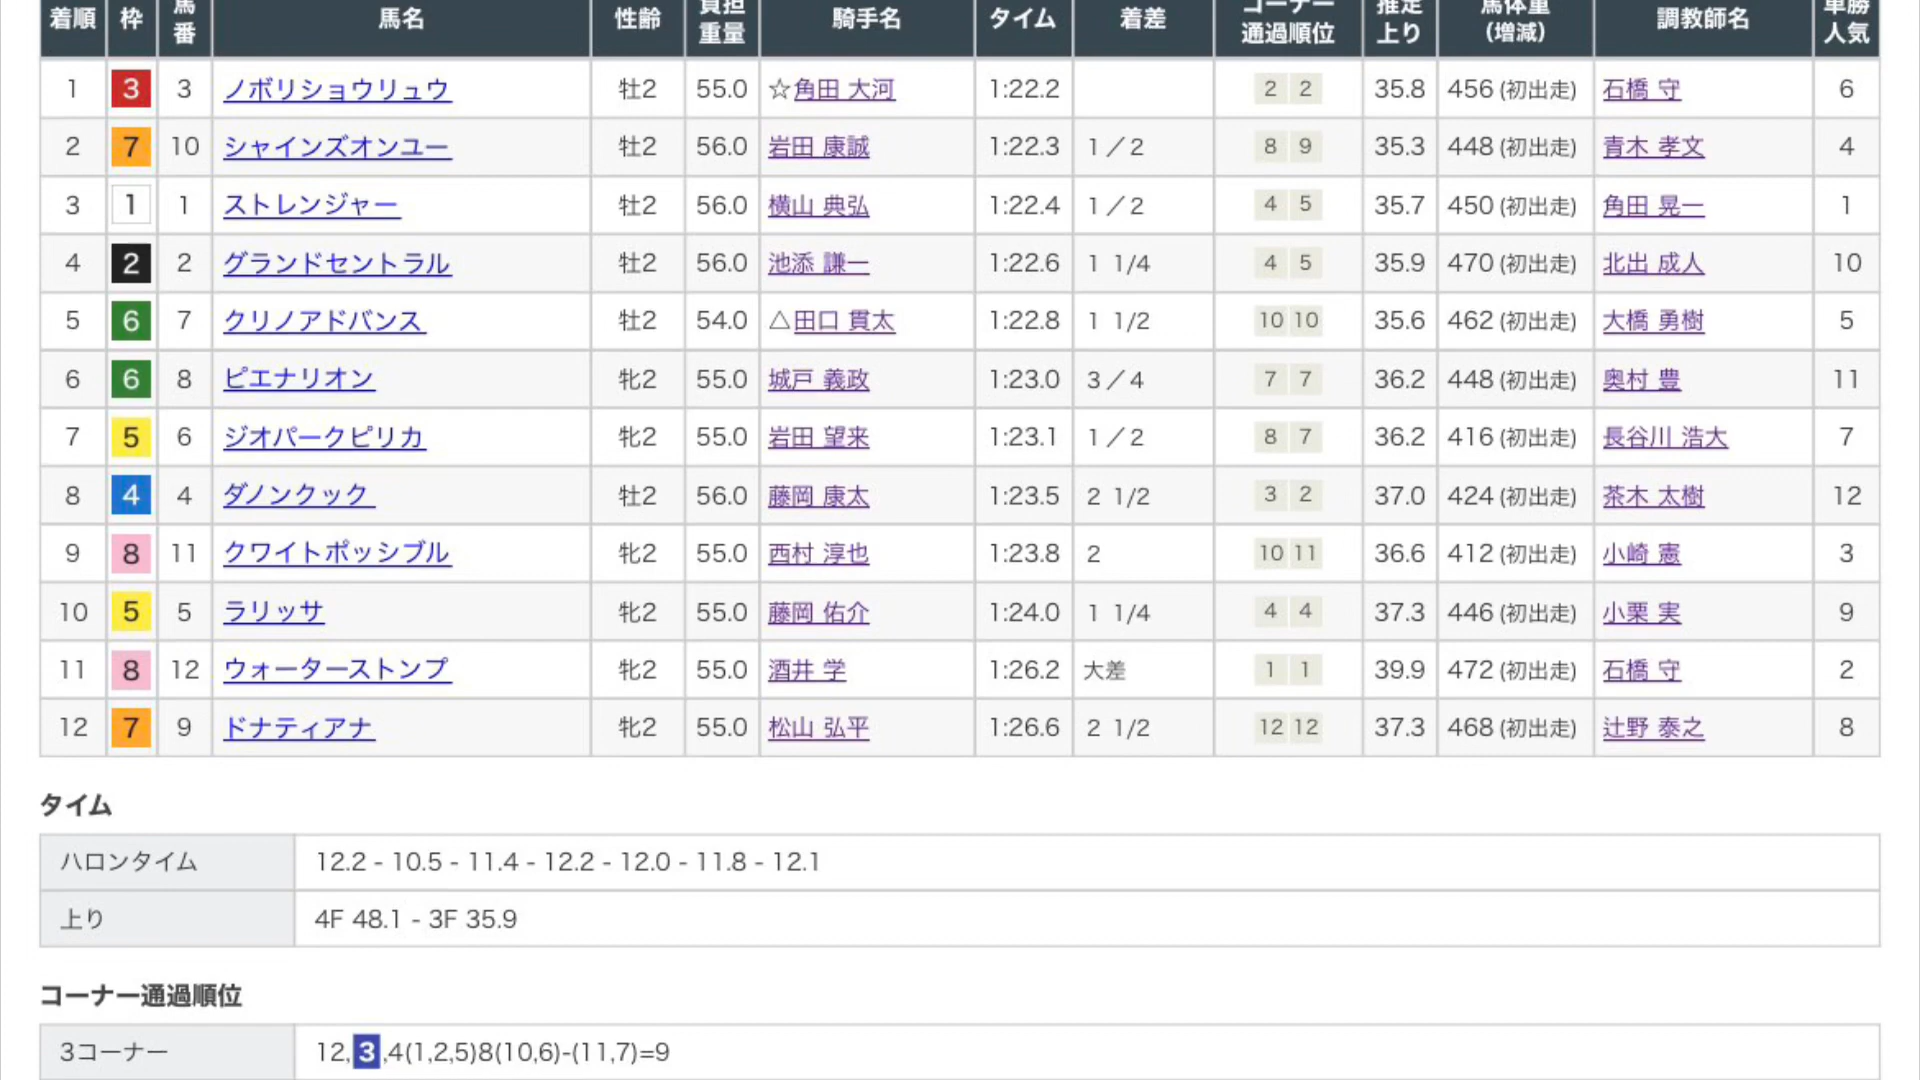 着順 枠 馬番 馬名 性齢 負担重量 騎手名 タイム 着差 コーナー通過順位 推定上り 馬体重(増減) 調教師名 単勝人気
1 3 3 ノボリショウリュウ 牡2 55.0 ☆角田 大河 1:22.2 2 2 35.8 456 (初出走) 石橋 守 6
2 7 10 シャインズオンユー 牡2 56.0 岩田 康誠 1:22.3 1/2 8 9 35.3 448 (初出走) 青木 孝文 4
3 1 1 ストレンジャー 牡2 56.0 横山 典弘 1:22.4 1/2 4 5 35.7 450 (初出走) 角田 晃一 1
4 2 2 グランドセントラル 牡2 56.0 池添 謙一 1:22.6 1 1/4 4 5 35.9 470 (初出走) 北出 成人 10
5 6 7 クリノアドバンス 牡2 54.0 △田口 貫太 1:22.8 1 1/2 10 10 35.6 462 (初出走) 大橋 勇樹 5
6 6 8 ピエナリオン 牝2 55.0 城戸 義政 1:23.0 3/4 7 7 36.2 448 (初出走) 奥村 豊 11
7 5 6 ジオパークピリカ 牝2 55.0 岩田 望来 1:23.1 1/2 8 7 36.2 416 (初出走) 長谷川 浩大 7
8 4 4 ダノンクック 牡2 56.0 藤岡 康太 1:23.5 2 1/2 3 2 37.0 424 (初出走) 茶木 太樹 12
9 8 11 クワイトポッシブル 牝2 55.0 西村 淳也 1:23.8 2 10 11 36.6 412 (初出走) 小崎 憲 3
10 5 5 ラリッサ 牝2 55.0 藤岡 佑介 1:24.0 1 1/4 4 4 37.3 446 (初出走) 小栗 実 9
11 8 12 ウォーターストンプ 牝2 55.0 酒井 学 1:26.2 大差 1 1 39.9 472 (初出走) 石橋 守 2
12 7 9 ドナティアナ 牝2 55.0 松山 弘平 1:26.6 2 1/2 12 12 37.3 468 (初出走) 辻野 泰之 8
タイム
ハロンタイム 12.2 - 10.5 - 11.4 - 12.2 - 12.0 - 11.8 - 12.1
上り 4F 48.1 - 3F 35.9
コーナー通過順位
3コーナー 12,3,4(1,2,5)8(10,6)-(11,7)=9